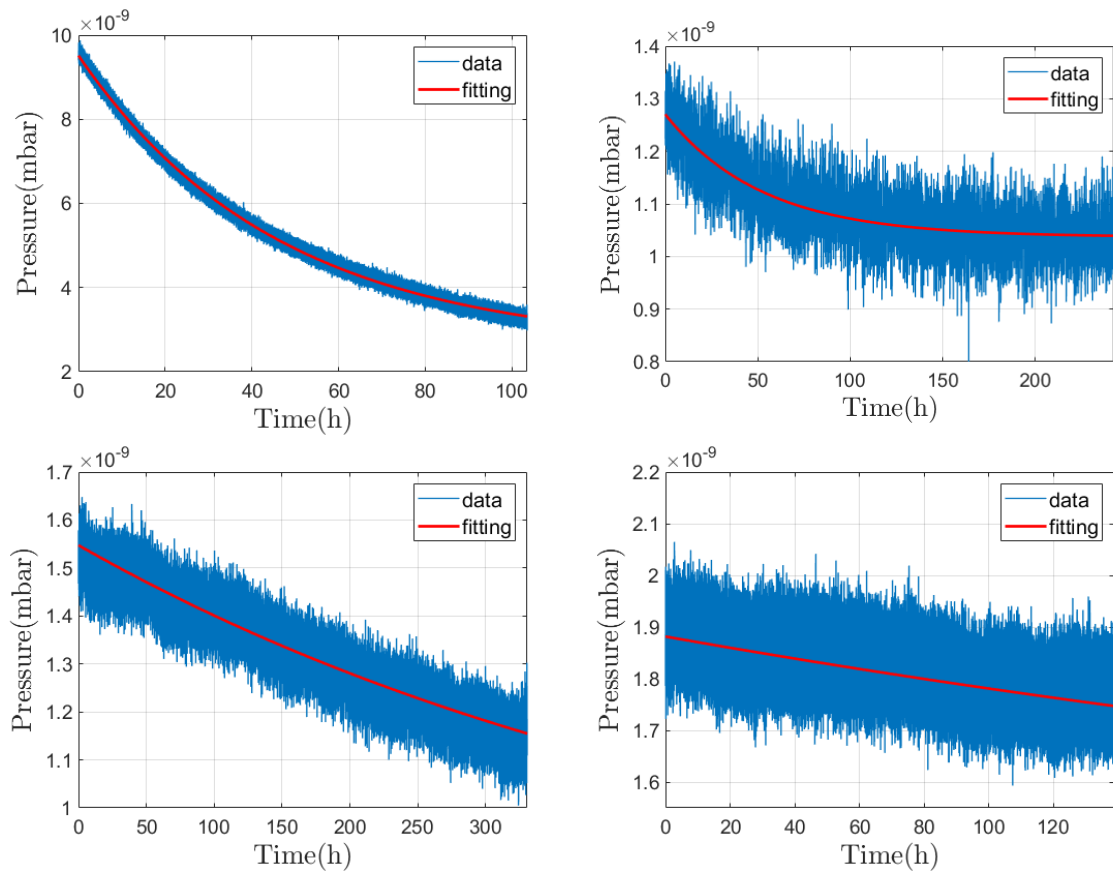 ×10-9
10
8
6
4
2
Pressure(mbar)
data
fitting
0 20 40 60 80 100
Time(h)
×10-9
1.4
1.3
1.2
1.1
1
0.9
0.8
Pressure(mbar)
data
fitting
0 50 100 150 200
Time(h)
×10-9
1.7
1.6
1.5
1.4
1.3
1.2
1.1
1
Pressure(mbar)
data
fitting
0 50 100 150 200 250 300
Time(h)
×10-9
2.2
2.1
2
1.9
1.8
1.7
1.6
Pressure(mbar)
data
fitting
0 20 40 60 80 100 120
Time(h)